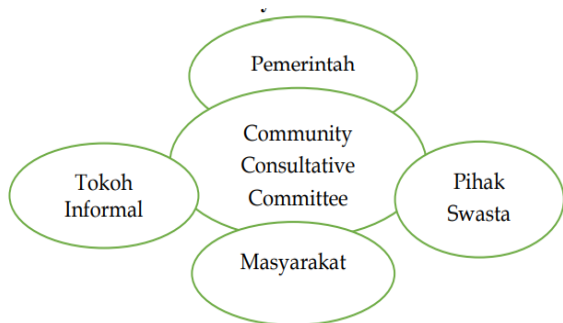 Pemerintah
Community
Consultative
Committee
Tokoh
Informal
Pihak
Swasta
Masyarakat